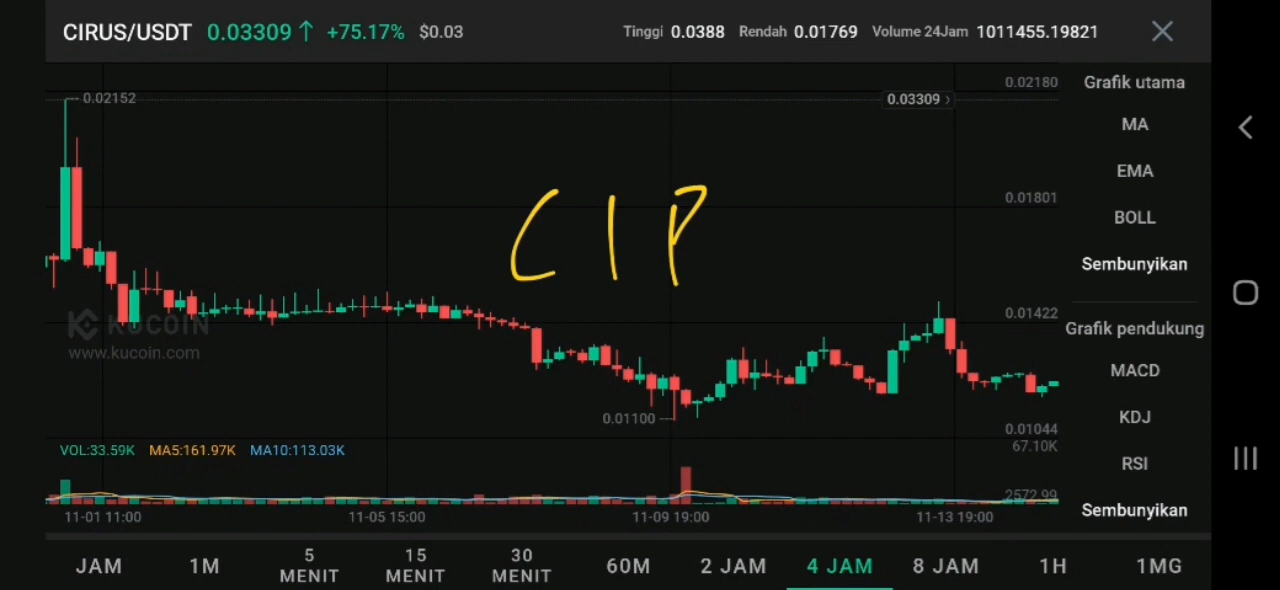 CIRUS/USDT 0.03309↑ +75.17% $0.03 Tinggi 0.0388 Rendah 0.01769 Volume 24Jam 1011455.19821
0.02152 0.03309 0.02180 Grafik utama
MA
EMA
0.01801
BOLL
CIP
Sembunyikan
0.01422
KUCOIN Grafik pendukung
www.kucoin.com
MACD
0.01100 KDJ
0.01044
VOL:33.59K MA5:161.97K MA10:113.03K 67.10K
RSI
2572.99
11-01 11:00 11-05 15:00 11-09 19:00 11-13 19:00 Sembunyikan
JAM 1M 5 MENIT 15 MENIT 30 MENIT 60M 2 JAM 4 JAM 8 JAM 1H 1MG